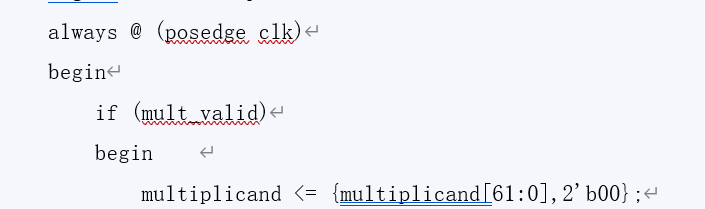 always @ (posedge clk)↵
begin↵
if (mult_valid)↵
begin ↵
multiplicand <= {multiplicand[61:0],2'b00};↵